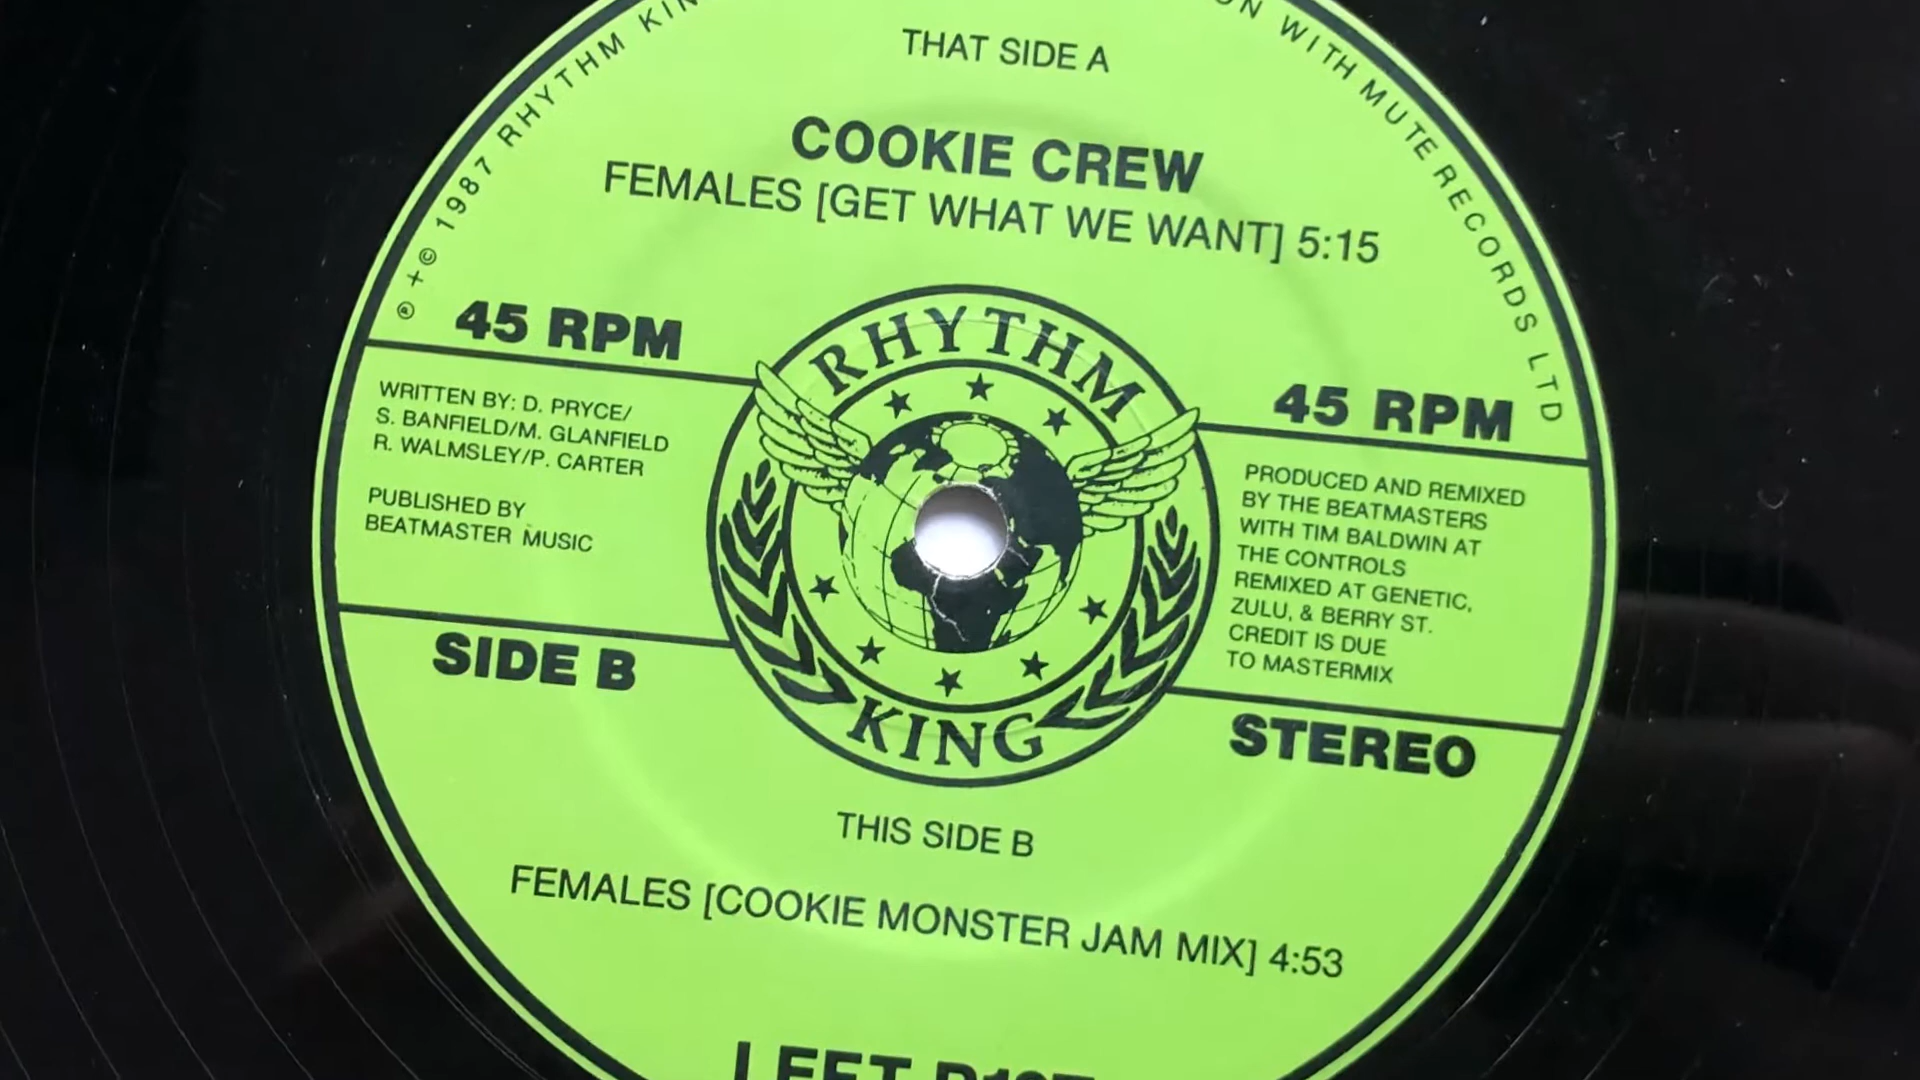 THAT SIDE A
COOKIE CREW
FEMALES [GET WHAT WE WANT] 5:15
℗ + © 1987 RHYTHM
WITH MUTE RECORDS LTD
45 RPM
45 RPM
RHYTHM
KING
WRITTEN BY: D. PRYCE/
S. BANFIELD/M. GLANFIELD
R. WALMSLEY/P. CARTER
PUBLISHED BY
BEATMASTER MUSIC
PRODUCED AND REMIXED
BY THE BEATMASTERS
WITH TIM BALDWIN AT
THE CONTROLS
REMIXED AT GENETIC,
ZULU, & BERRY ST.
CREDIT IS DUE
TO MASTERMIX
SIDE B
STEREO
THIS SIDE B
FEMALES [COOKIE MONSTER JAM MIX] 4:53
LEFT